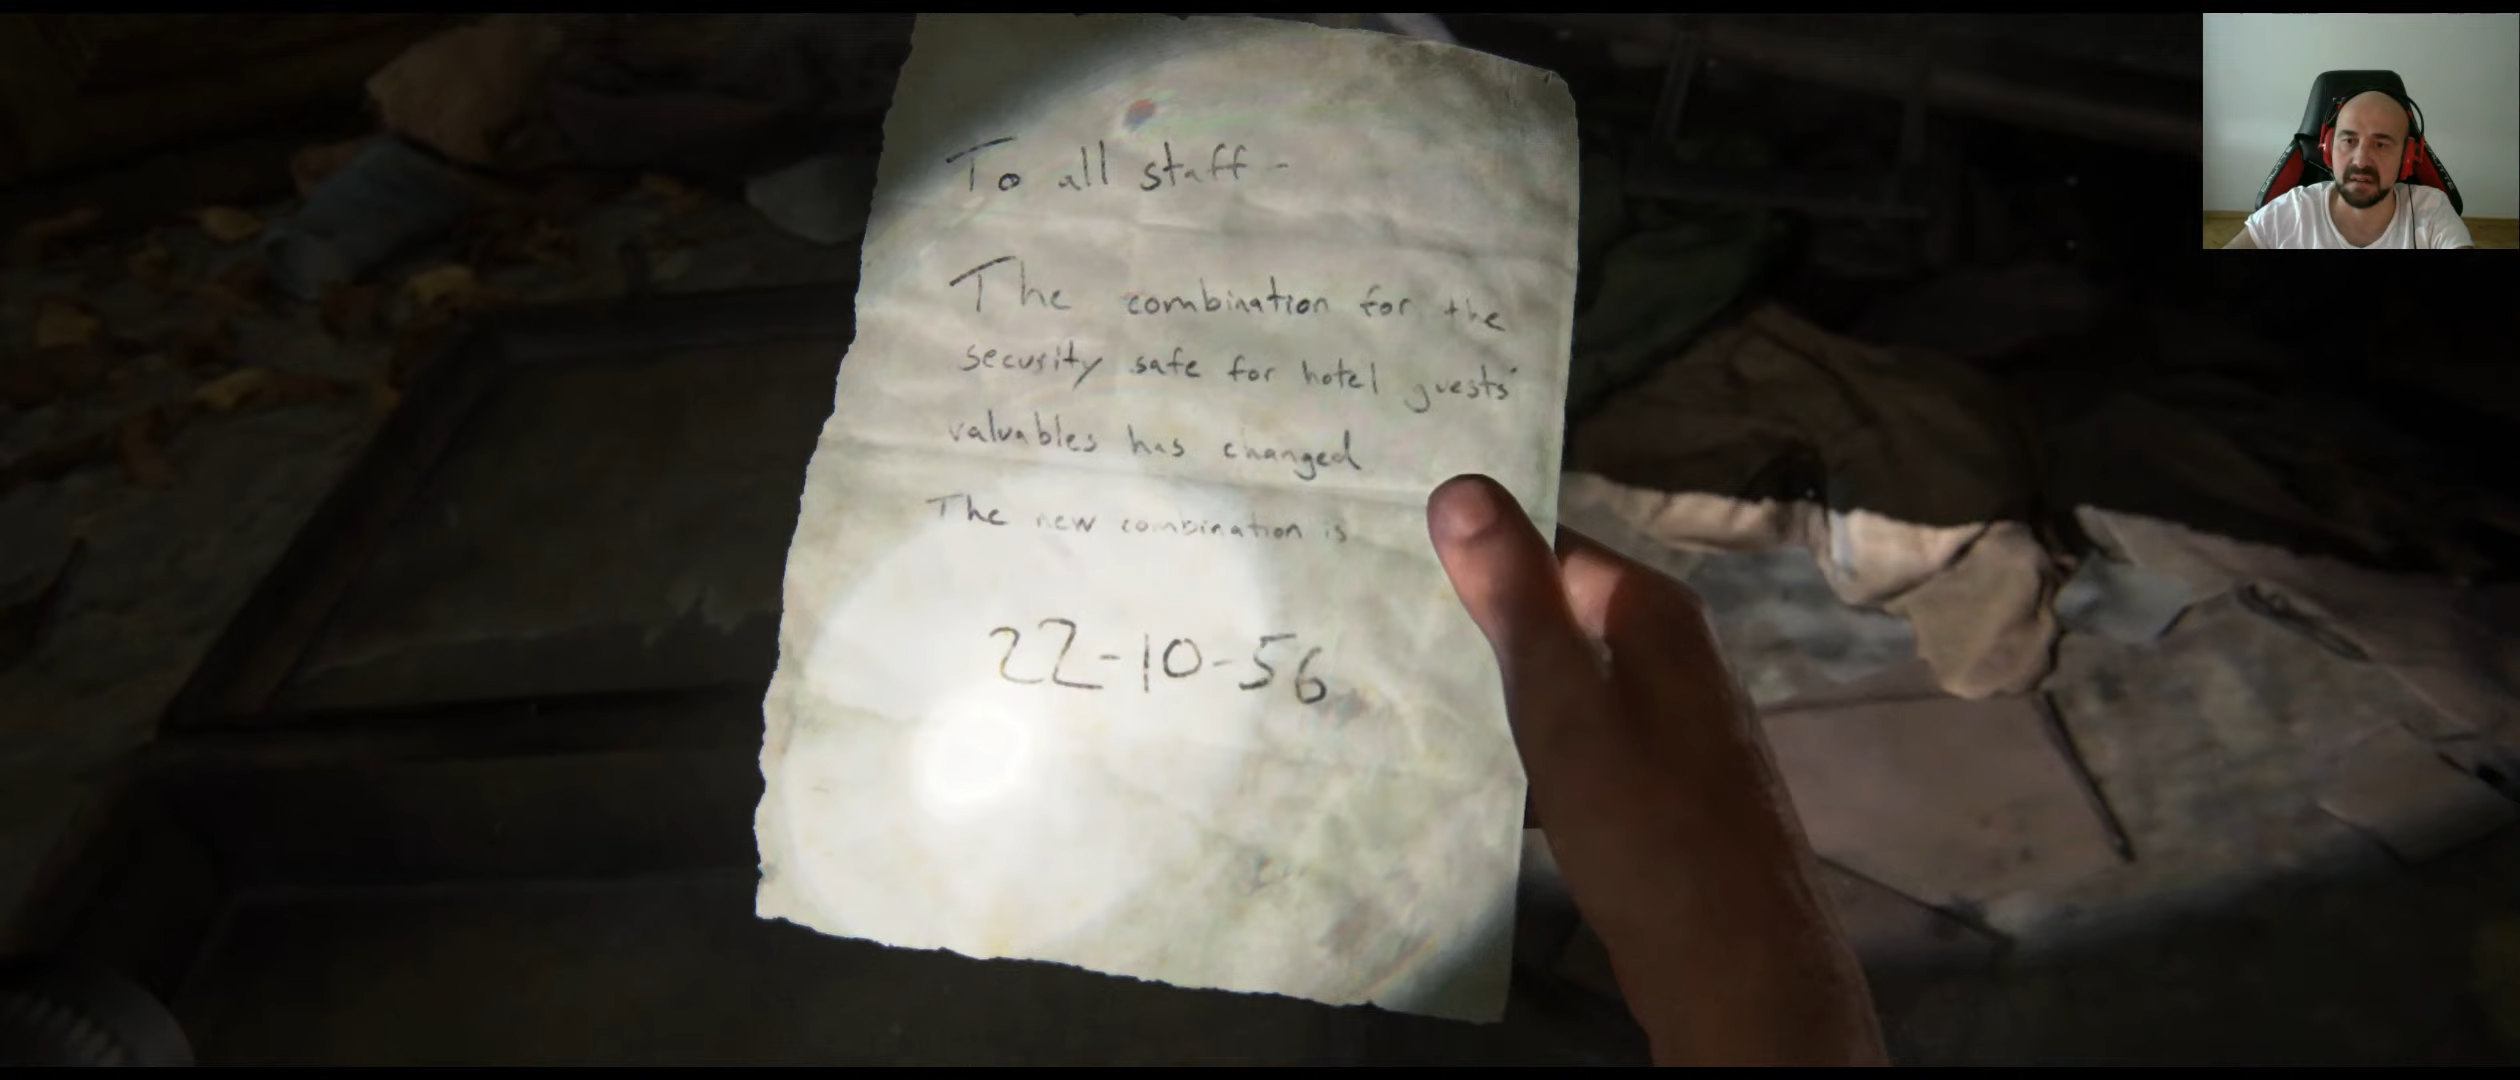 To all staff -
The combination for the
security safe for hotel guests'
valuables has changed
The new combination is
22-10-56